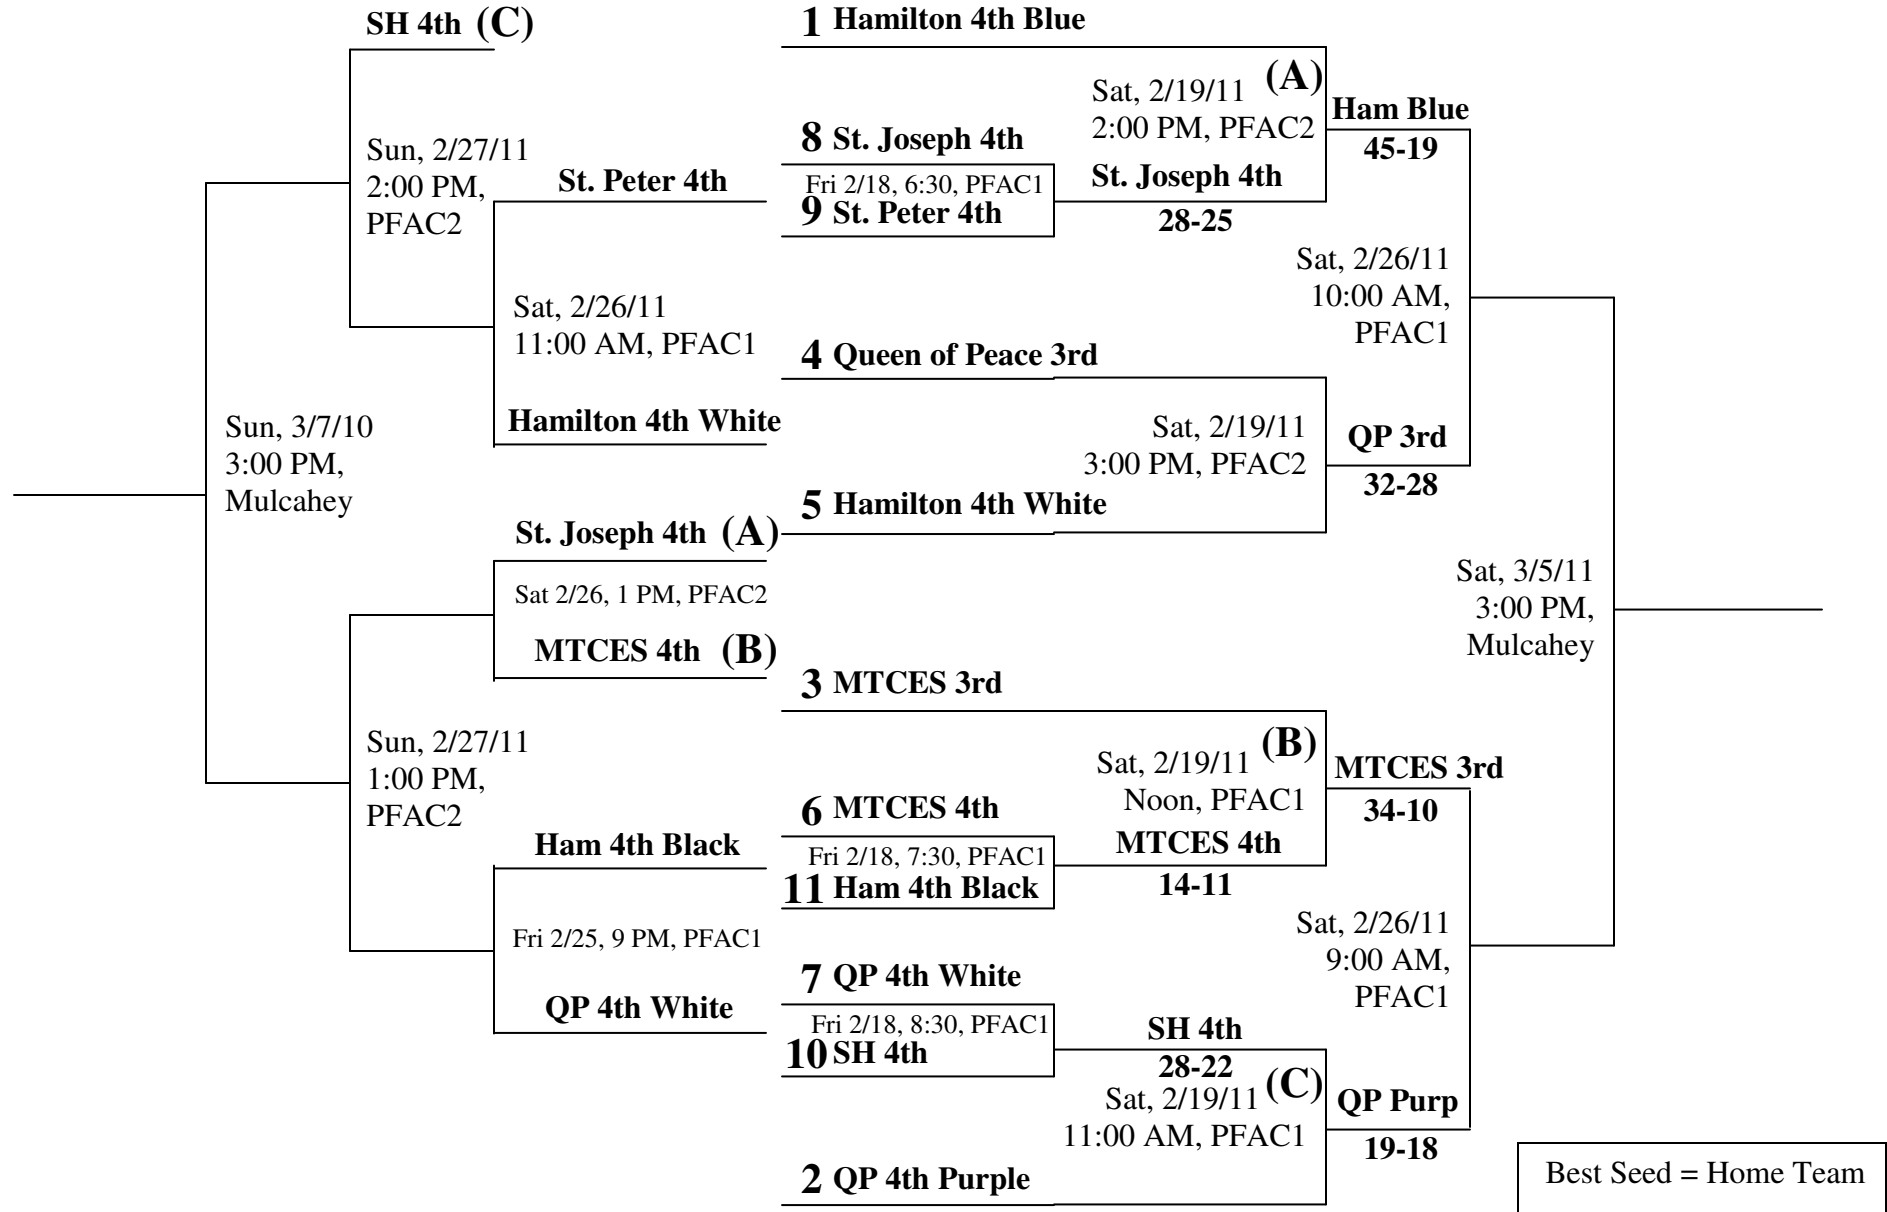 SH 4th (C)
Sun, 2/27/11
2:00 PM,
PFAC2
St. Peter 4th
Sat, 2/26/11
11:00 AM, PFAC1
Hamilton 4th White
Sun, 3/7/10
3:00 PM,
Mulcahey
St. Joseph 4th (A)
Sat 2/26, 1 PM, PFAC2
MTCES 4th (B)
Sun, 2/27/11
1:00 PM,
PFAC2
Ham 4th Black
Fri 2/25, 9 PM, PFAC1
QP 4th White
1 Hamilton 4th Blue
8 St. Joseph 4th
Fri 2/18, 6:30, PFAC1
9 St. Peter 4th
4 Queen of Peace 3rd
5 Hamilton 4th White
3 MTCES 3rd
6 MTCES 4th
Fri 2/18, 7:30, PFAC1
11 Ham 4th Black
7 QP 4th White
Fri 2/18, 8:30, PFAC1
10 SH 4th
2 QP 4th Purple
Sat, 2/19/11 (A)
2:00 PM, PFAC2
St. Joseph 4th
28-25
Sat, 2/19/11
3:00 PM, PFAC2
Sat, 2/19/11 (B)
Noon, PFAC1
MTCES 4th
14-11
SH 4th
28-22
Sat, 2/19/11 (C)
11:00 AM, PFAC1
Ham Blue
45-19
Sat, 2/26/11
10:00 AM,
PFAC1
QP 3rd
32-28
MTCES 3rd
34-10
Sat, 2/26/11
9:00 AM,
PFAC1
QP Purp
19-18
Sat, 3/5/11
3:00 PM,
Mulcahey
Best Seed = Home Team